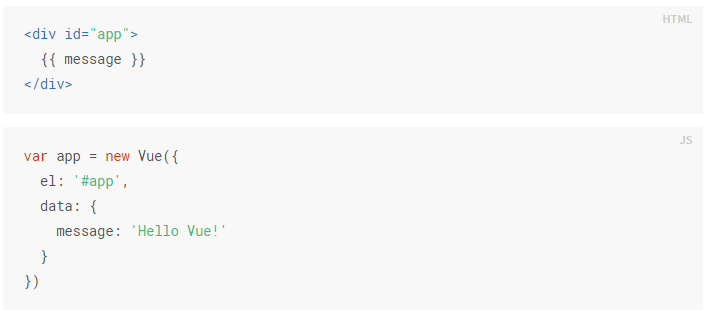 HTML
<div id="app">
  {{ message }}
</div>
JS
var app = new Vue({
  el: '#app',
  data: {
    message: 'Hello Vue!'
  }
})